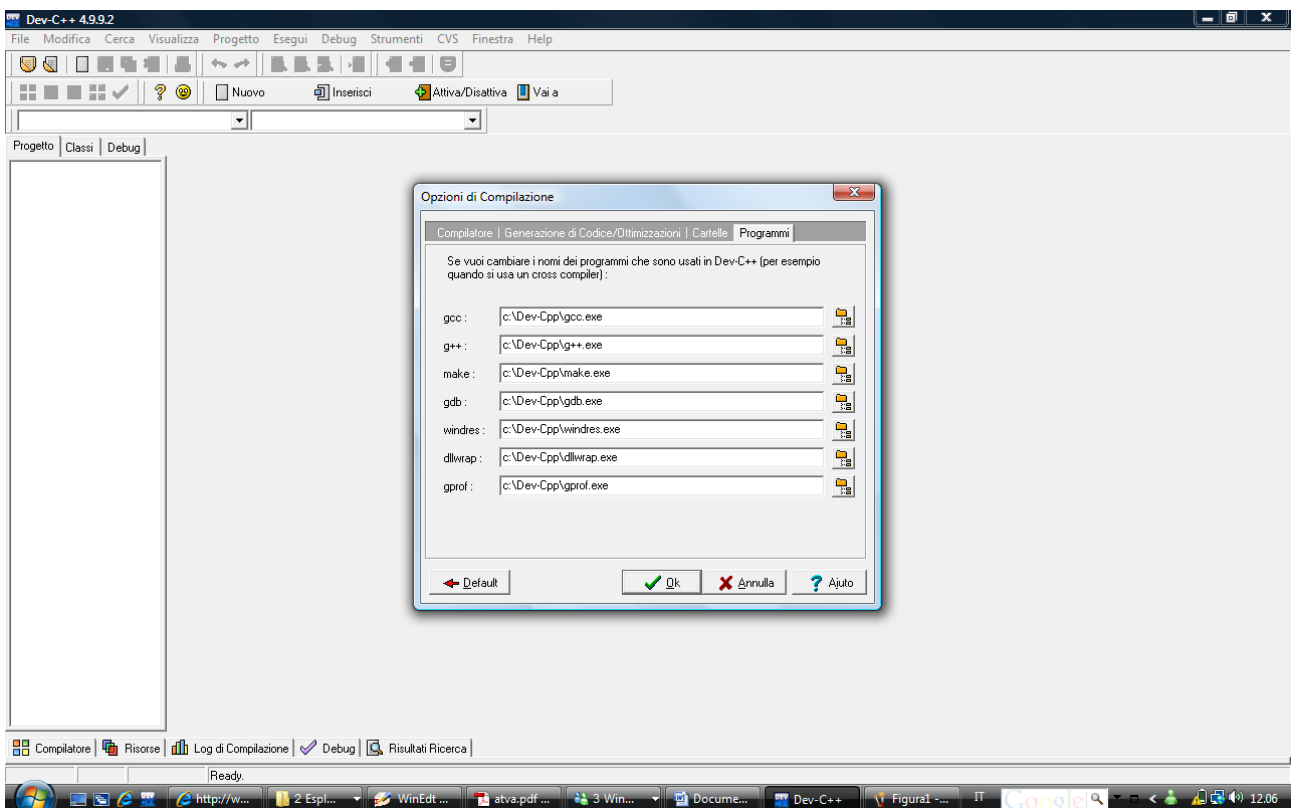 Dev-C++ 4.9.9.2
File Modifica Cerca Visualizza Progetto Esegui Debug Strumenti CVS Finestra Help
Nuovo Inserisci Attiva/Disattiva Vai a
Progetto Classi Debug
Opzioni di Compilazione
Compilatore | Generazione di Codice/Ottimizzazioni | Cartelle Programmi
Se vuoi cambiare i nomi dei programmi che sono usati in Dev-C++ (per esempio
quando si usa un cross compiler) :
gcc : c:\Dev-Cpp\gcc.exe
g++ : c:\Dev-Cpp\g++.exe
make : c:\Dev-Cpp\make.exe
gdb : c:\Dev-Cpp\gdb.exe
windres : c:\Dev-Cpp\windres.exe
dllwrap : c:\Dev-Cpp\dllwrap.exe
gprof : c:\Dev-Cpp\gprof.exe
Default Ok Annulla Ajuto
Compilatore Risorse Log di Compilazione Debug Risultati Ricerca
Ready.
http://w... 2 Espl... WinEdt ... atva.pdf ... 3 Win... Docume... Dev-C++ Figura1 -... IT Google 12.06